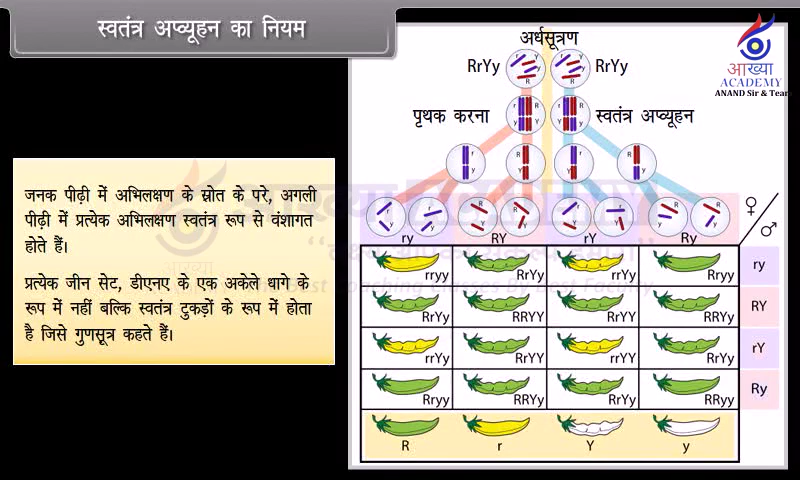 स्वतंत्र अप्व्यूहन का नियम
जनक पीढ़ी में अभिलक्षण के स्रोत के परे, अगली
पीढ़ी में प्रत्येक अभिलक्षण स्वतंत्र रूप से वंशागत
होते हैं।
प्रत्येक जीन सेट, डीएनए के एक अकेले धागे के
रूप में नहीं बल्कि स्वतंत्र टुकड़ों के रूप में होता
है जिसे गुणसूत्र कहते हैं।
अर्धसूत्रण
RrYy RrYy
आख्या
ACADEMY
ANAND Sir & Team
पृथक करना स्वतंत्र अप्व्यूहन
ry RY rY Ry
♀/♂
rryy RrYy rrYy Rryy ry
RrYy RRYY RrYY RRYy RY
rrYy RrYY rrYY RrYy rY
Rryy RRYy RrYy RRyy Ry
R r Y y